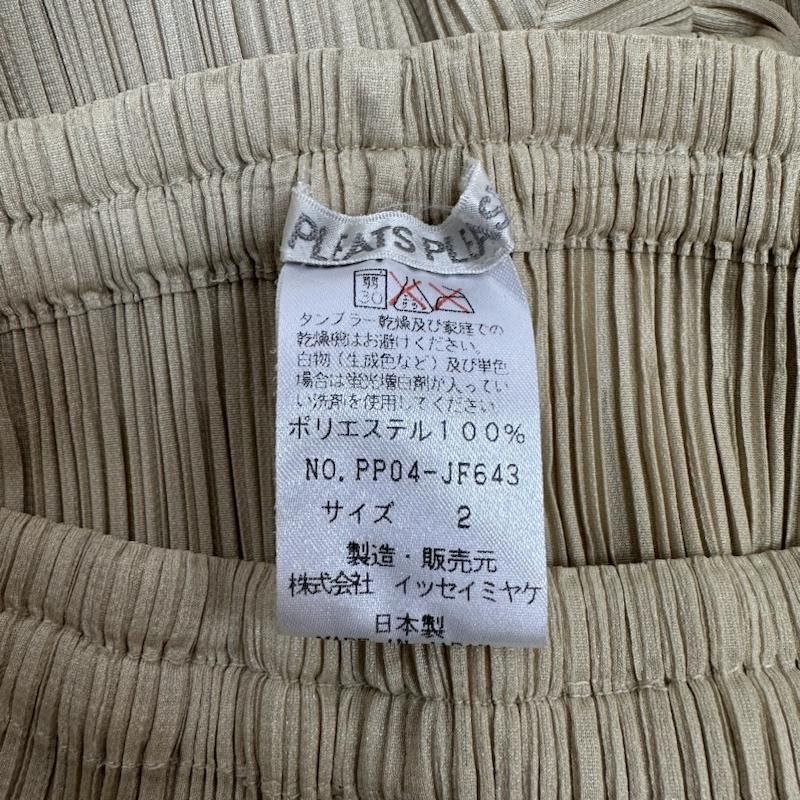 PLEATS PLEAS
30
タンブラー乾燥及び家庭での
乾燥機はお避けください。
白物（生成色など）及び単色
場合は蛍光増白剤が入ってい
い洗剤を使用してください
ポリエステル100%
NO.PP04-JF643
サイズ 2
製造・販売元
株式会社 イッセイミヤケ
日本製